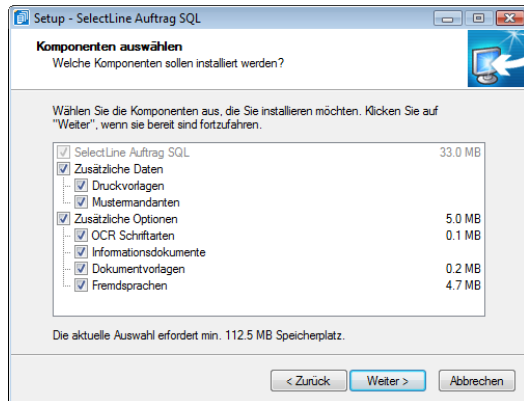 Setup - SelectLine Auftrag SQL
Komponenten auswählen
Welche Komponenten sollen installiert werden?
Wählen Sie die Komponenten aus, die Sie installieren möchten. Klicken Sie auf
"Weiter", wenn sie bereit sind fortzufahren.
SelectLine Auftrag SQL 33.0 MB
Zusätzliche Daten
Druckvorlagen
Mustermandanten
Zusätzliche Optionen 5.0 MB
OCR Schriftarten 0.1 MB
Informationsdokumente
Dokumentvorlagen 0.2 MB
Fremdsprachen 4.7 MB
Die aktuelle Auswahl erfordert min. 112.5 MB Speicherplatz.
< Zurück Weiter > Abbrechen